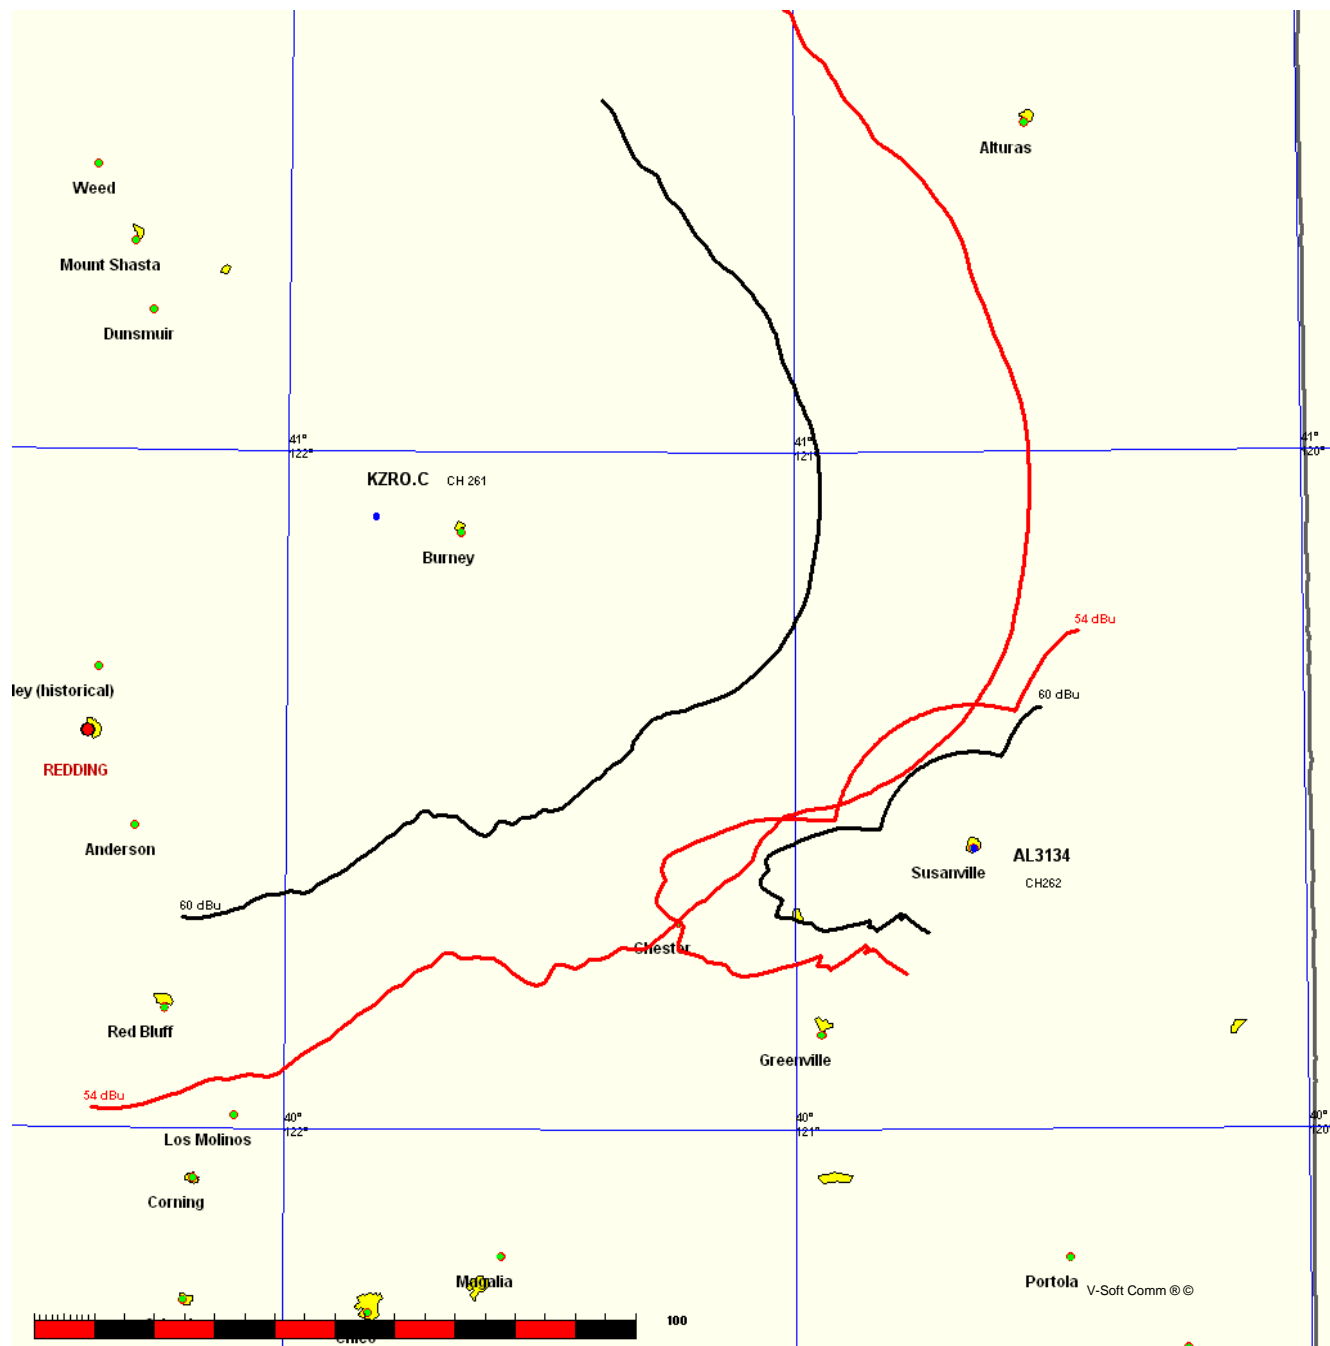 Alturas
Weed
Mount Shasta
Dunsmuir
41°
122°
41°
121°
41°
120°
KZRO.C CH 261
Burney
54 dBu
ley (historical)
60 dBu
REDDING
Anderson
AL3134
Susanville
CH262
60 dBu
Chester
Red Bluff
Greenville
54 dBu
Los Molinos
40°
122°
40°
121°
40°
120°
Corning
Magalia
Portola
V-Soft Comm ® ©
100
Chico